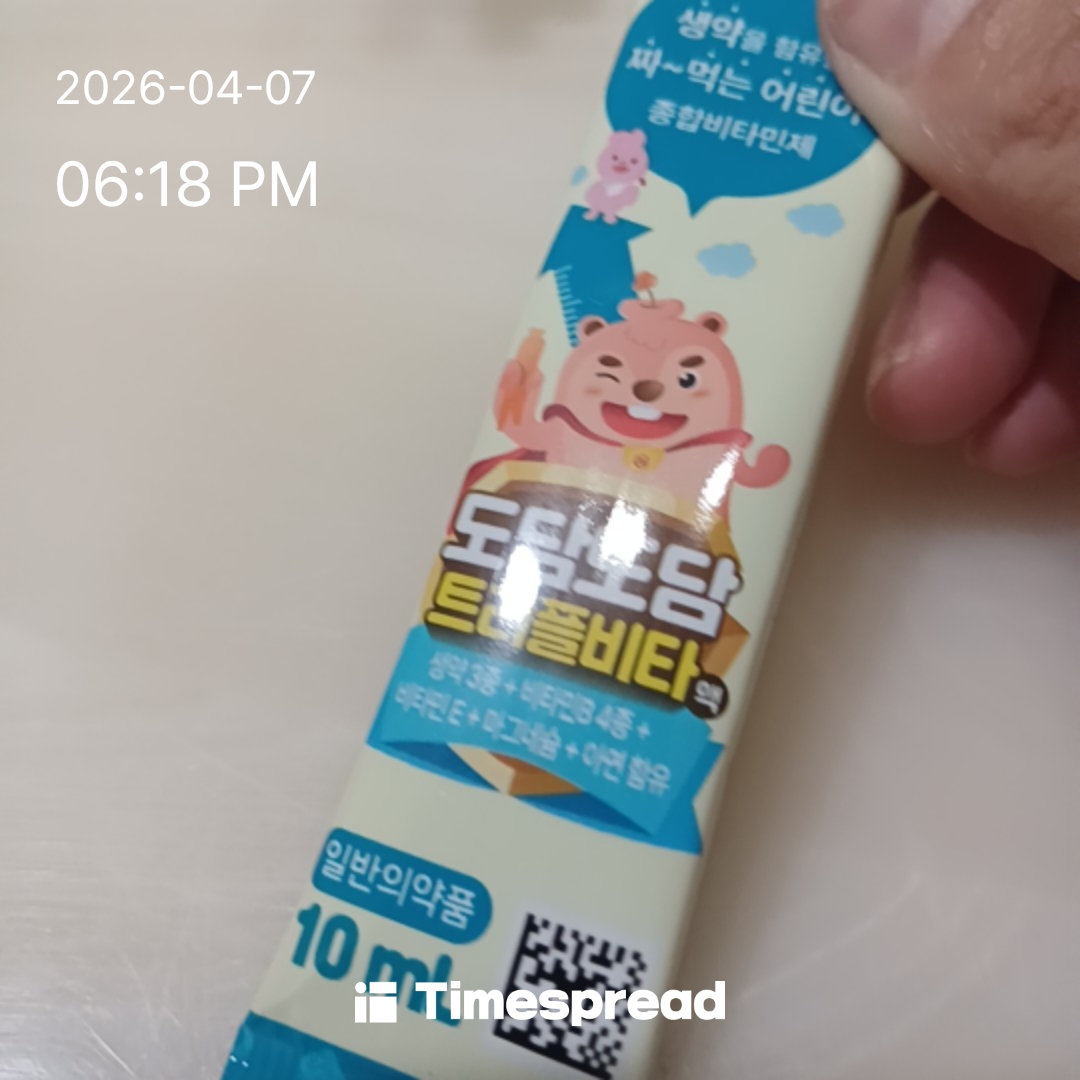 2026-04-07
06:18 PM
생약을 함유
짜~먹는 어린이
종합비타민제
도담도담
트리플비타액
생약 3종 + 비타민B 4종 +
비타민 E + 마그네슘 + 아연 함유
일반의약품
10 mL
Timespread